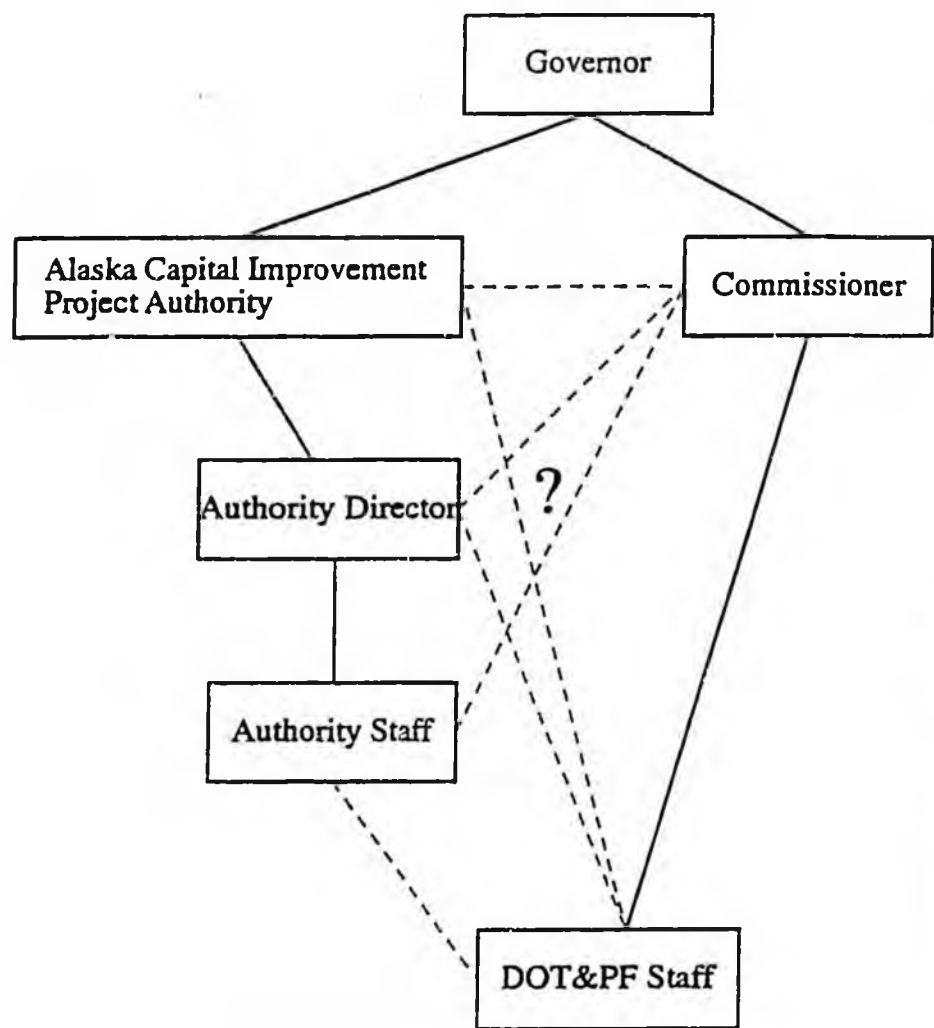 Governor
Alaska Capital Improvement
Project Authority
Commissioner
Authority Director
?
Authority Staff
DOT&PF Staff